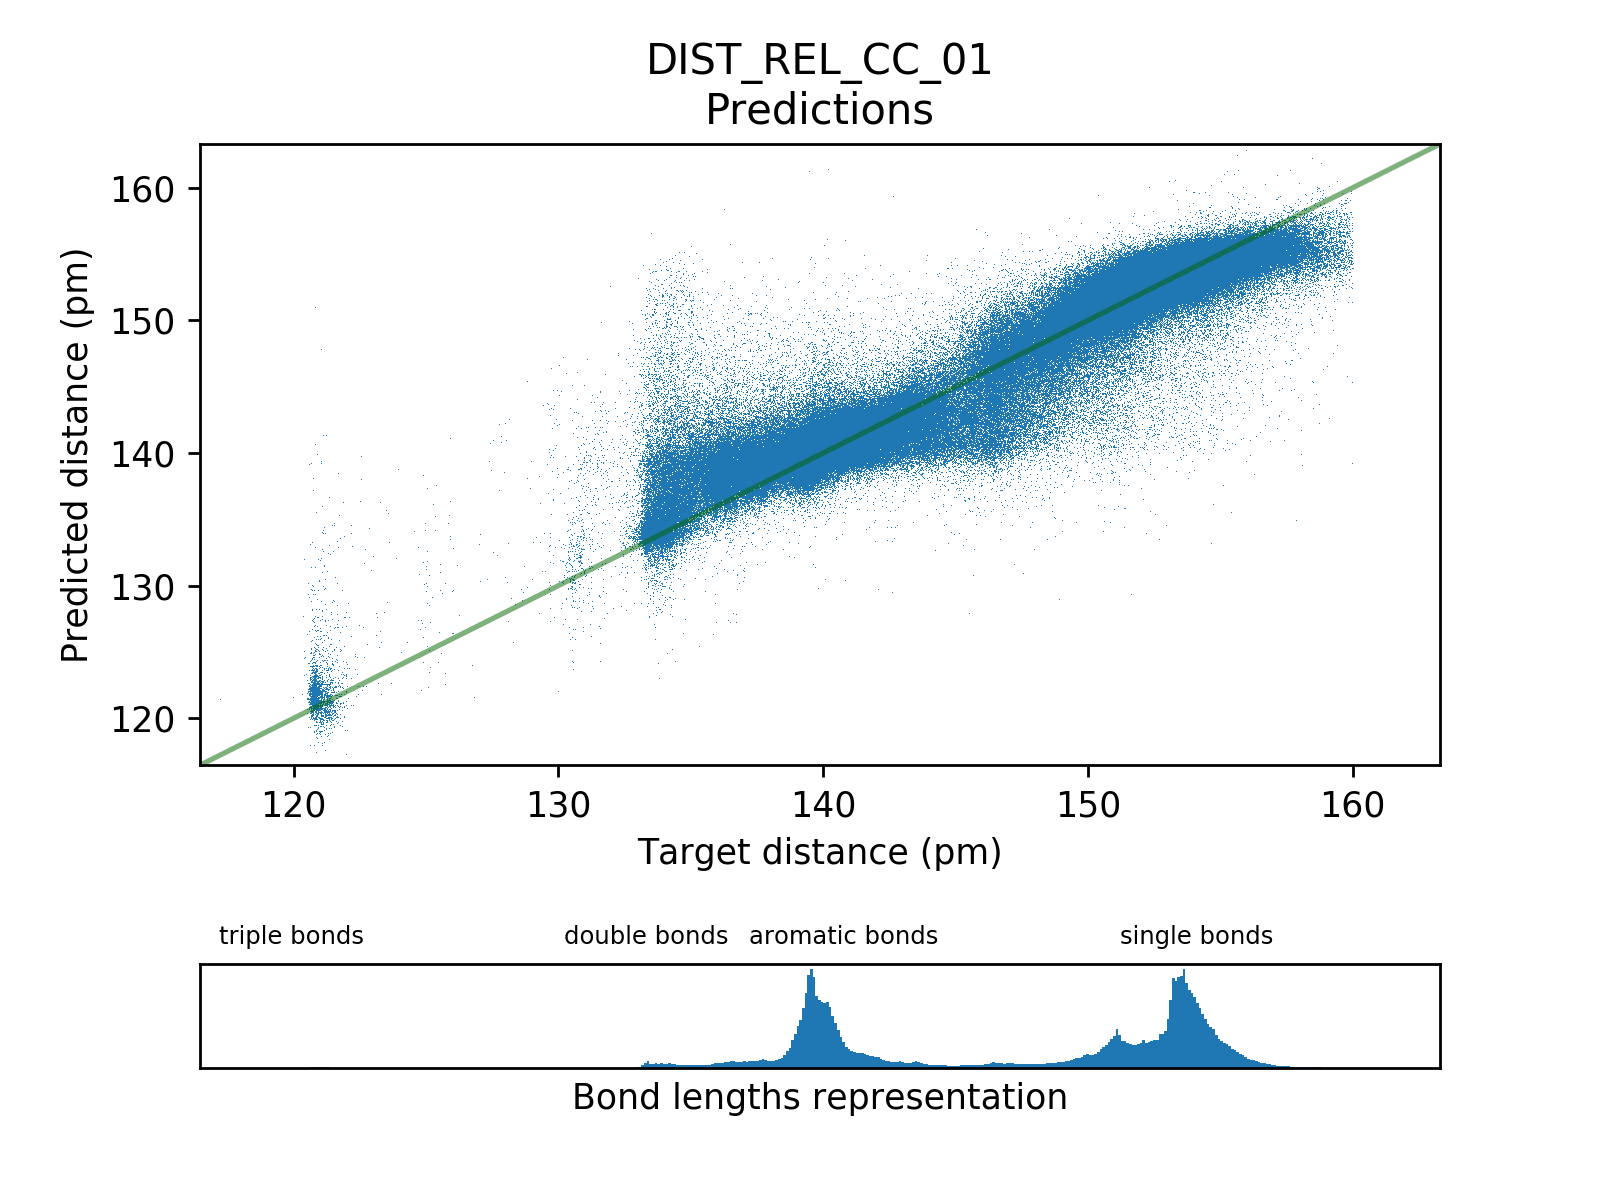 DIST_REL_CC_01
Predictions
160
150
140
130
120
Predicted distance (pm)
120 130 140 150 160
Target distance (pm)
triple bonds double bonds aromatic bonds single bonds
Bond lengths representation